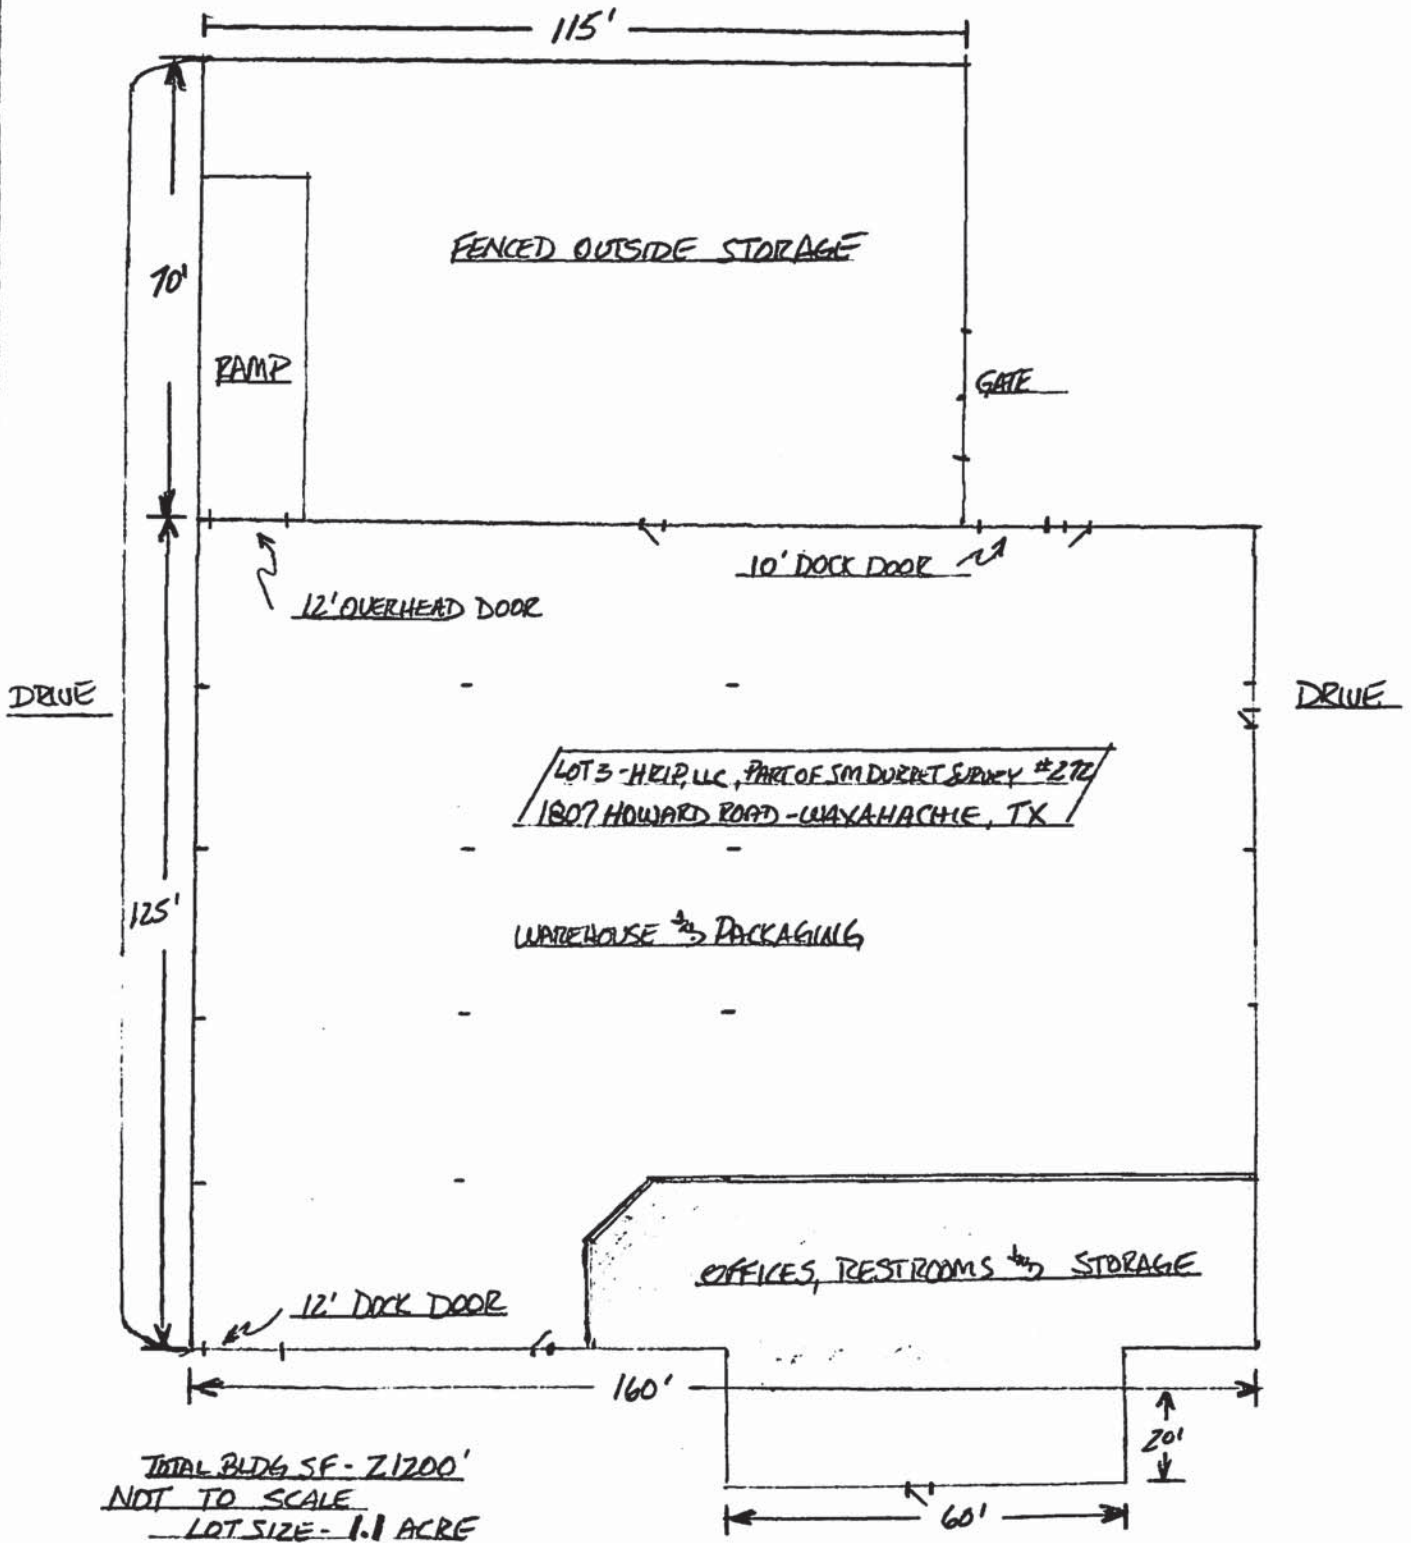 115'
70'
FENCED OUTSIDE STORAGE
RAMP
GATE
10' DOCK DOOR
12' OVERHEAD DOOR
DRIVE
DRIVE
LOT 3 - HRIP, LLC, PART OF SM DURRET SURVEY #272
1807 HOWARD ROAD - WAXAHACHIE, TX
125'
WAREHOUSE & PACKAGING
OFFICES, RESTROOMS & STORAGE
12' DOCK DOOR
160'
20'
TOTAL BLDG SF - 21200'
NOT TO SCALE
LOT SIZE - 1.1 ACRE
60'